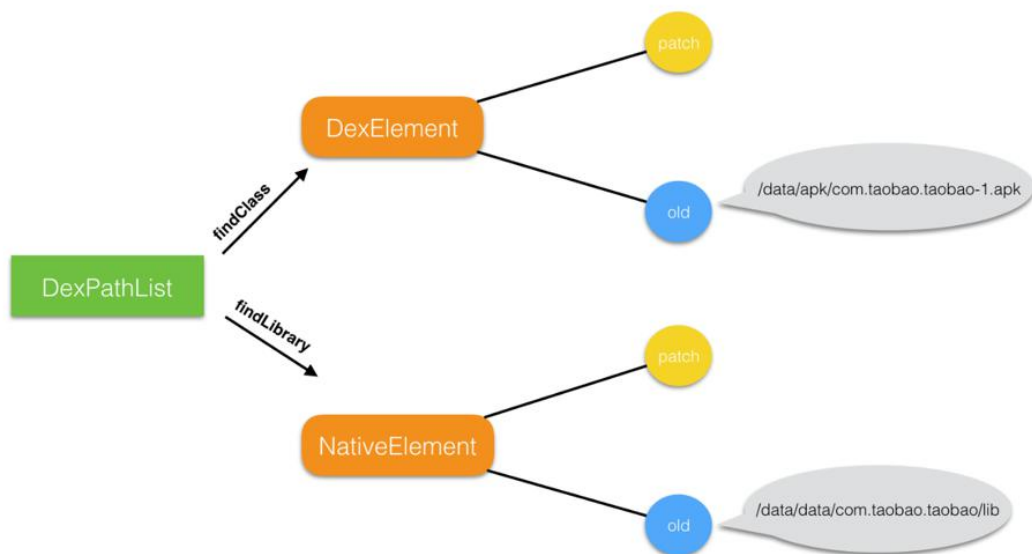 patch
DexElement
/data/apk/com.taobao.taobao-1.apk
old
findClass
DexPathList
findLibrary
patch
NativeElement
/data/data/com.taobao.taobao/lib
old